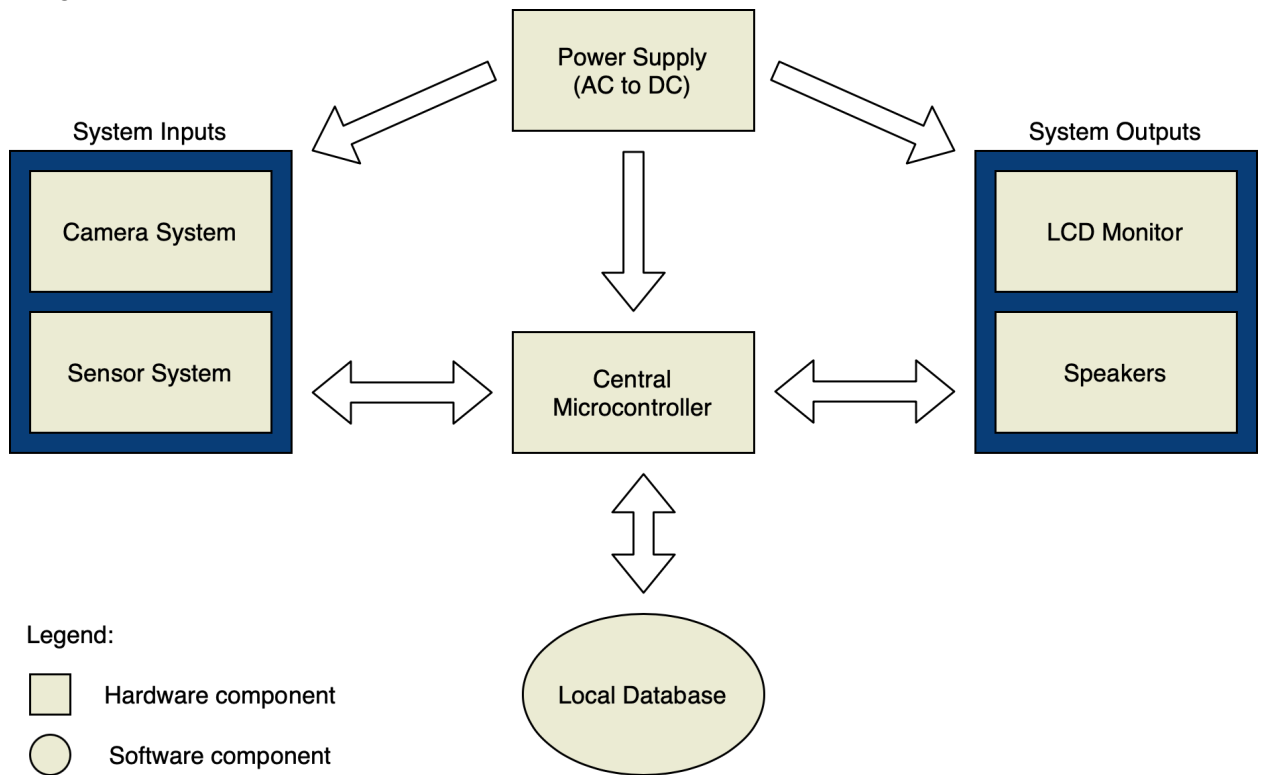 Power Supply
(AC to DC)
System Inputs
System Outputs
Camera System
LCD Monitor
Sensor System
Central
Microcontroller
Speakers
Legend:
Hardware component
Local Database
Software component